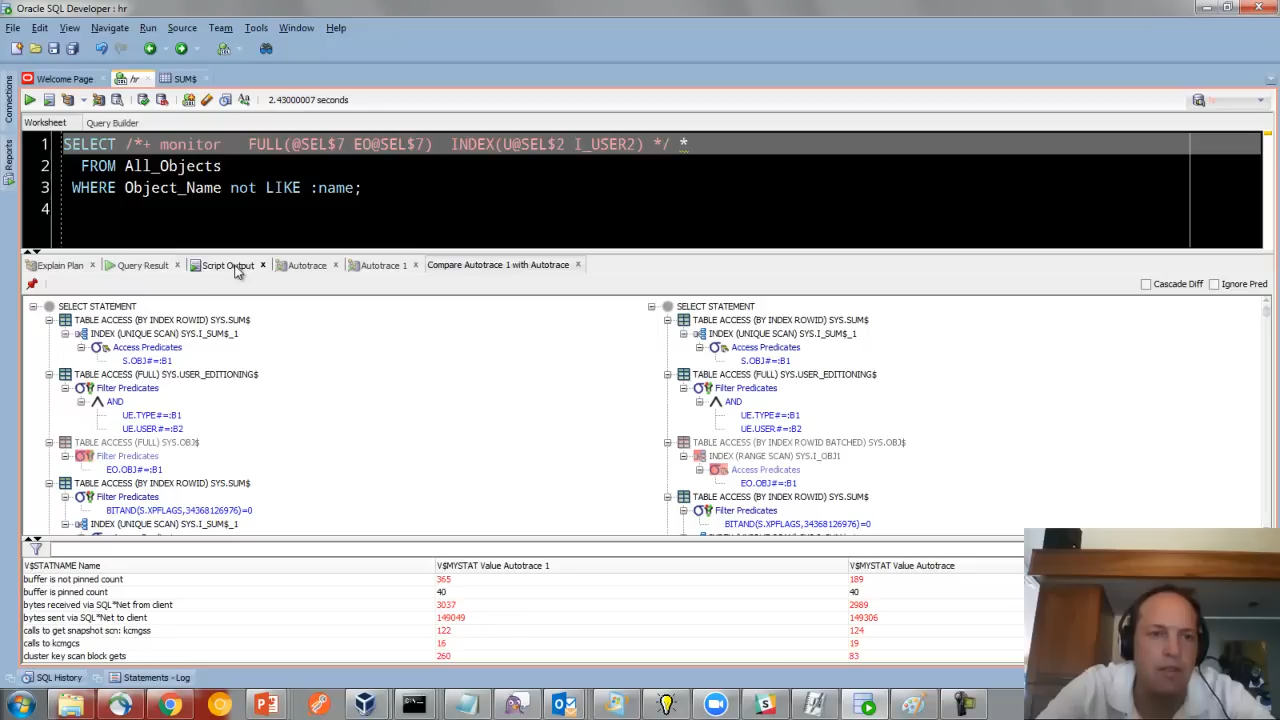 Oracle SQL Developer : hr
File Edit View Navigate Run Source Team Tools Window Help
Welcome Page hr SUM$
2.43000007 seconds
Worksheet Query Builder
1 SELECT /*+ monitor FULL(@SEL$7 EO@SEL$7) INDEX(U@SEL$2 I_USER2) */ *
2 FROM All_Objects
3 WHERE Object_Name not LIKE :name;
4
Connections
Reports
Explain Plan Query Result Script Output Autotrace Autotrace 1 Compare Autotrace 1 with Autotrace
Cascade Diff Ignore Pred
SELECT STATEMENT
TABLE ACCESS (BY INDEX ROWID) SYS.SUM$
INDEX (UNIQUE SCAN) SYS.I_SUM$_1
Access Predicates
S.OBJ#=:B1
TABLE ACCESS (FULL) SYS.USER_EDITIONING$
Filter Predicates
AND
UE.TYPE#=:B1
UE.USER#=:B2
TABLE ACCESS (FULL) SYS.OBJ$
Filter Predicates
EO.OBJ#=:B1
TABLE ACCESS (BY INDEX ROWID) SYS.SUM$
Filter Predicates
BITAND(S.XPFLAGS,34368126976)=0
INDEX (UNIQUE SCAN) SYS.I_SUM$_1
SELECT STATEMENT
TABLE ACCESS (BY INDEX ROWID) SYS.SUM$
INDEX (UNIQUE SCAN) SYS.I_SUM$_1
Access Predicates
S.OBJ#=:B1
TABLE ACCESS (FULL) SYS.USER_EDITIONING$
Filter Predicates
AND
UE.TYPE#=:B1
UE.USER#=:B2
TABLE ACCESS (BY INDEX ROWID BATCHED) SYS.OBJ$
INDEX (RANGE SCAN) SYS.I_OBJ1
Access Predicates
EO.OBJ#=:B1
TABLE ACCESS (BY INDEX ROWID) SYS.SUM$
Filter Predicates
BITAND(S.XPFLAGS,34368126976)=0
V$STATNAME Name V$MYSTAT Value Autotrace 1 V$MYSTAT Value Autotrace
buffer is not pinned count 365 189
buffer is pinned count 40 40
bytes received via SQL*Net from client 3037 2989
bytes sent via SQL*Net to client 149049 149306
calls to get snapshot scn: kcmgss 122 124
calls to kcmgcs 16 19
cluster key scan block gets 260 83
SQL History Statements - Log